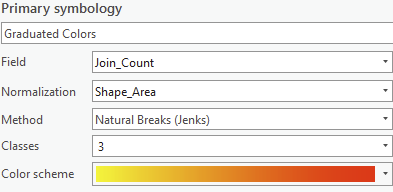 Primary symbology
Graduated Colors
Field Join_Count
Normalization Shape_Area
Method Natural Breaks (Jenks)
Classes 3
Color scheme